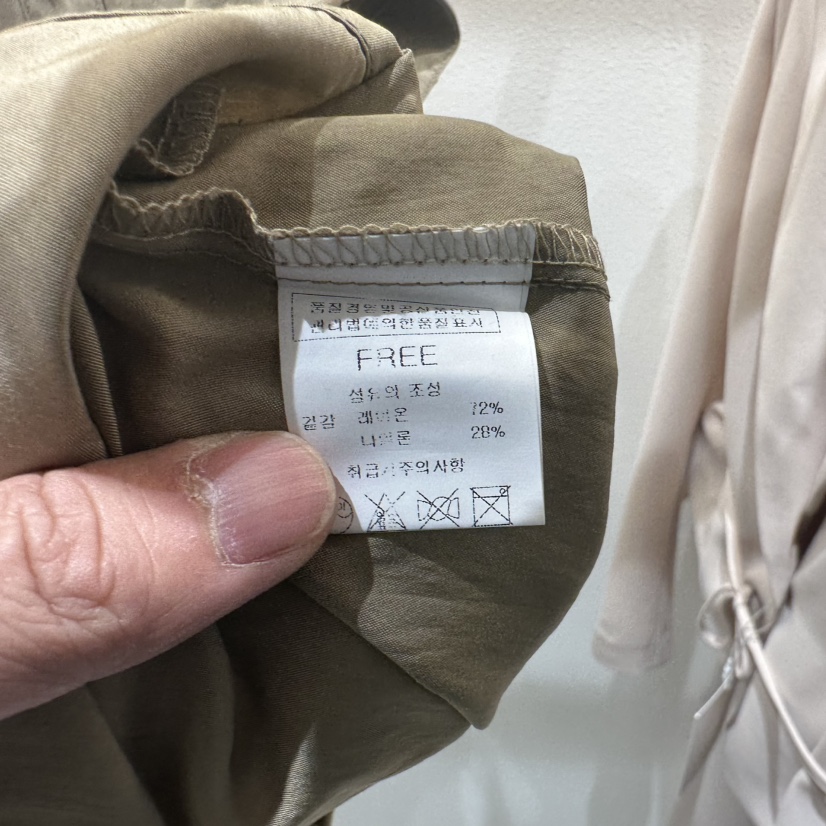 품질경영및공산품안전
관리법에의한품질표시
FREE
섬유의 조성
겉감 레이온 72%
나일론 28%
취급시주의사항